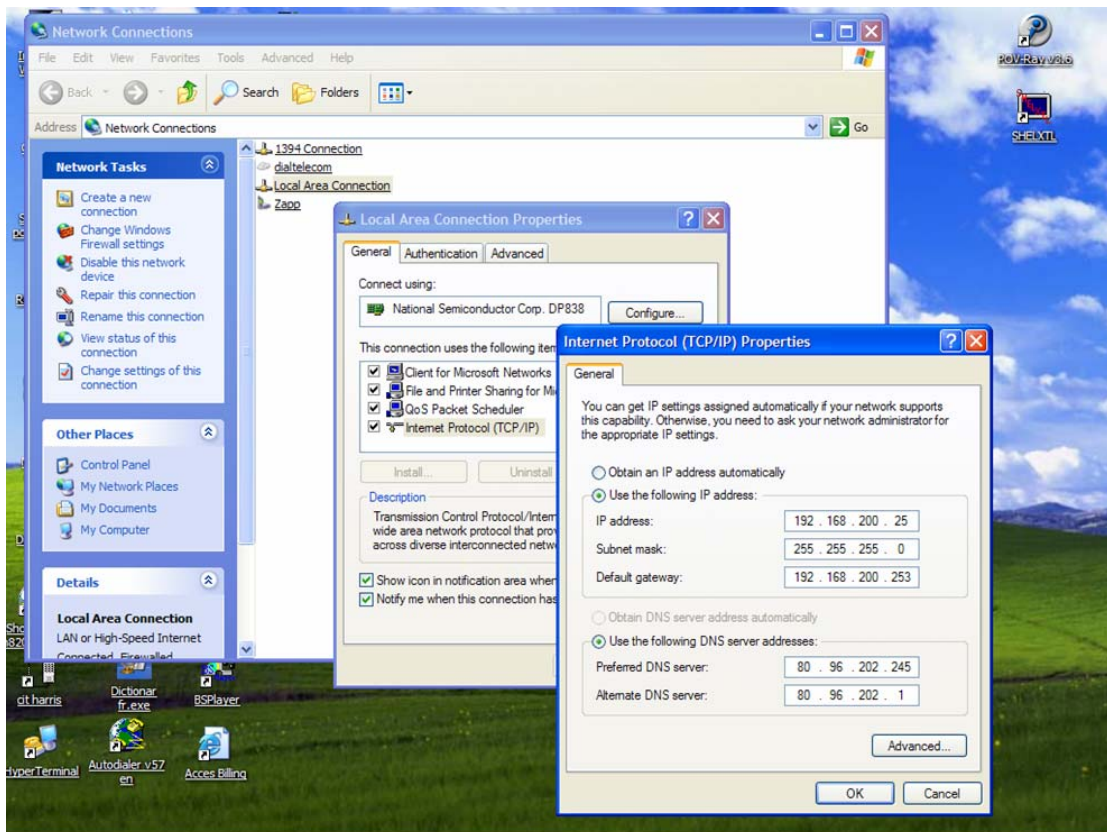 Network Connections
File Edit View Favorites Tools Advanced Help
Back Search Folders
Address Network Connections Go
Network Tasks
Create a new
connection
Change Windows
Firewall settings
Disable this network
device
Repair this connection
Rename this connection
View status of this
connection
Change settings of this
connection
Other Places
Control Panel
My Network Places
My Documents
My Computer
Details
Local Area Connection
LAN or High-Speed Internet
Connected, Firewalled
1394 Connection
dialtelecom
Local Area Connection
Zapp
Local Area Connection Properties
General Authentication Advanced
Connect using:
National Semiconductor Corp. DP838
Configure...
This connection uses the following item
Client for Microsoft Networks
File and Printer Sharing for Mi
QoS Packet Scheduler
Internet Protocol (TCP/IP)
Install... Uninstall
Description
Transmission Control Protocol/Intern
wide area network protocol that prov
across diverse interconnected netwo
Show icon in notification area when
Notify me when this connection has
Internet Protocol (TCP/IP) Properties
General
You can get IP settings assigned automatically if your network supports
this capability. Otherwise, you need to ask your network administrator for
the appropriate IP settings.
Obtain an IP address automatically
Use the following IP address:
IP address: 192 . 168 . 200 . 25
Subnet mask: 255 . 255 . 255 . 0
Default gateway: 192 . 168 . 200 . 253
Obtain DNS server address automatically
Use the following DNS server addresses:
Preferred DNS server: 80 . 96 . 202 . 245
Alternate DNS server: 80 . 96 . 202 . 1
Advanced...
OK Cancel
POV-Ray v3.6
SHELXTL
cit harris
Dictionar
fr.exe
BSPlayer
HyperTerminal
Autodialer v57
en
Acces Billing